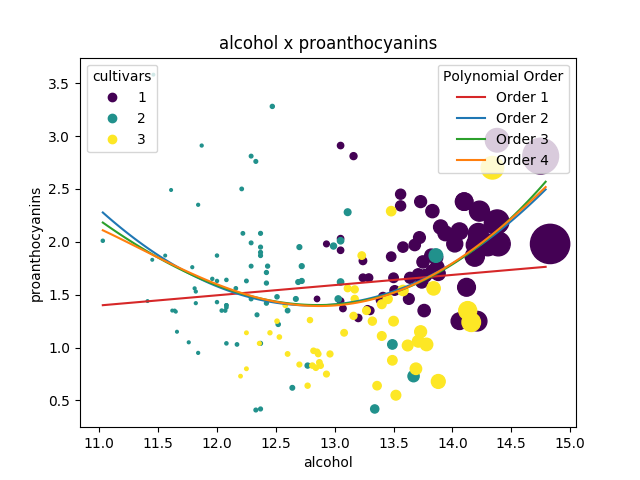 alcohol x proanthocyanins
cultivars
1
2
3
Polynomial Order
Order 1
Order 2
Order 3
Order 4
proanthocyanins
3.5
3.0
2.5
2.0
1.5
1.0
0.5
11.0 11.5 12.0 12.5 13.0 13.5 14.0 14.5 15.0
alcohol